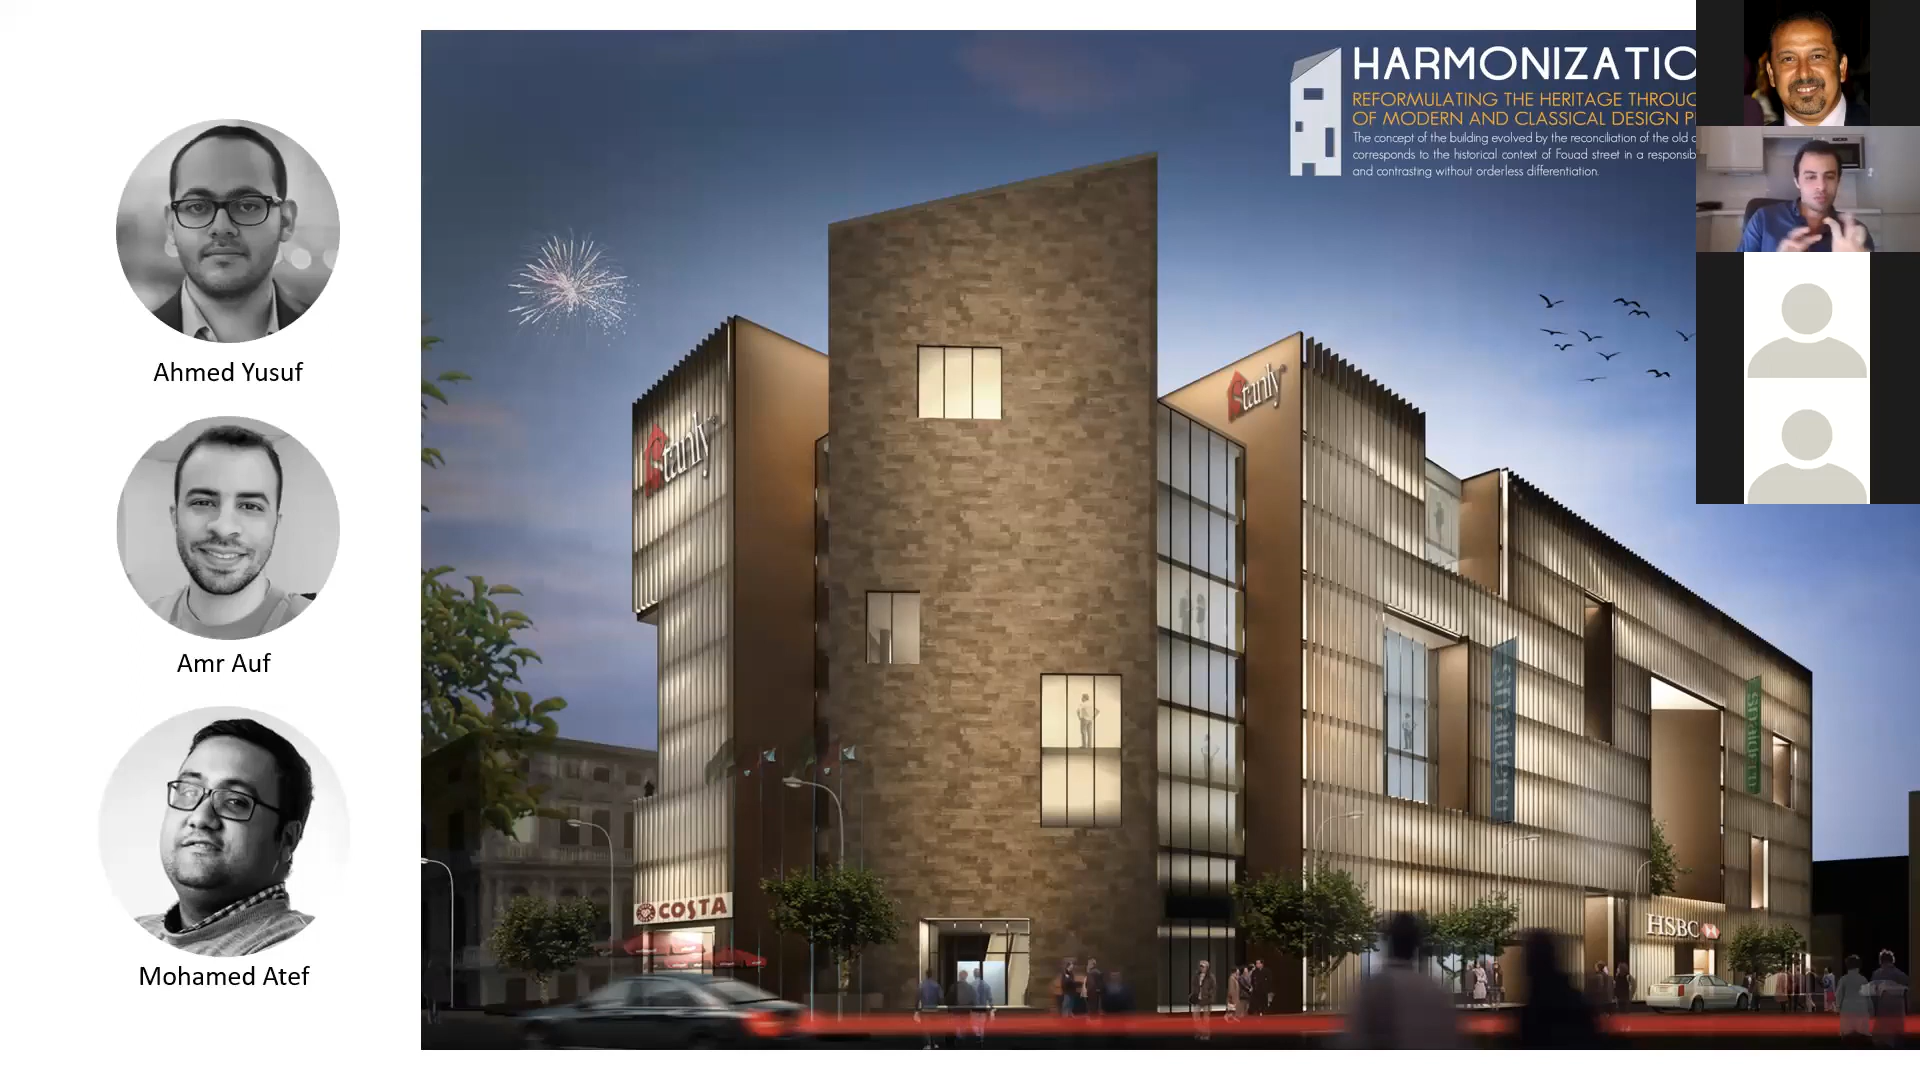 Ahmed Yusuf
Amr Auf
Mohamed Atef
HARMONIZATIO
REFORMULATING THE HERITAGE THROUG
OF MODERN AND CLASSICAL DESIGN P
The concept of the building evolved by the reconciliation of the old
corresponds to the historical context of Fouad street in a responsib
and contrasting without orderless differentiation.
Stanly
Stanly
COSTA
HSBC